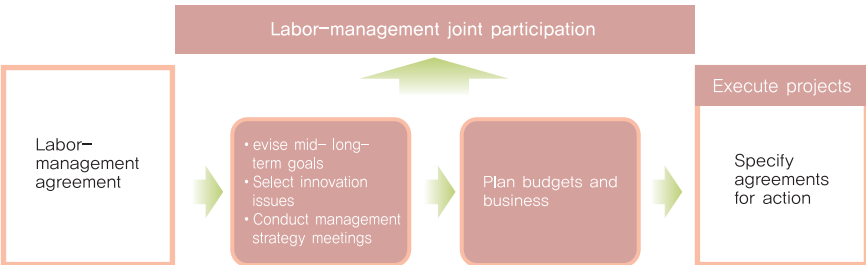 Labor-management joint participation
Labor-
management
agreement
• evise mid- long-
term goals
• Select innovation
issues
• Conduct management
strategy meetings
Plan budgets and
business
Execute projects
Specify
agreements
for action